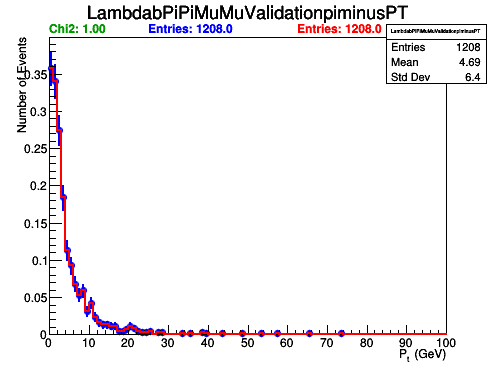 LambdabPiPiMuMuValidationpiminusPT
Chi2: 1.00 Entries: 1208.0 Entries: 1208.0
LambdabPiPiMuMuValidationpiminusPT
Entries 1208
Mean 4.69
Std Dev 6.4
Number of Events
0.35
0.3
0.25
0.2
0.15
0.1
0.05
0
0 10 20 30 40 50 60 70 80 90 100
Pt (GeV)